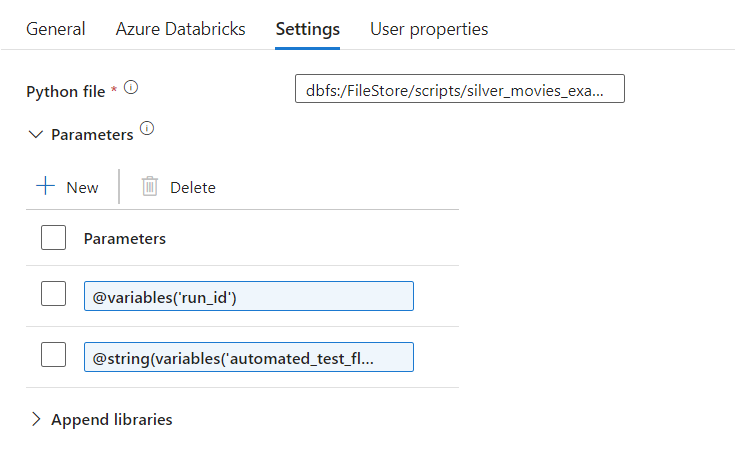 General Azure Databricks Settings User properties
Python file *
dbfs:/FileStore/scripts/silver_movies_exa...
Parameters
New Delete
Parameters
@variables('run_id')
@string(variables('automated_test_fl...
Append libraries